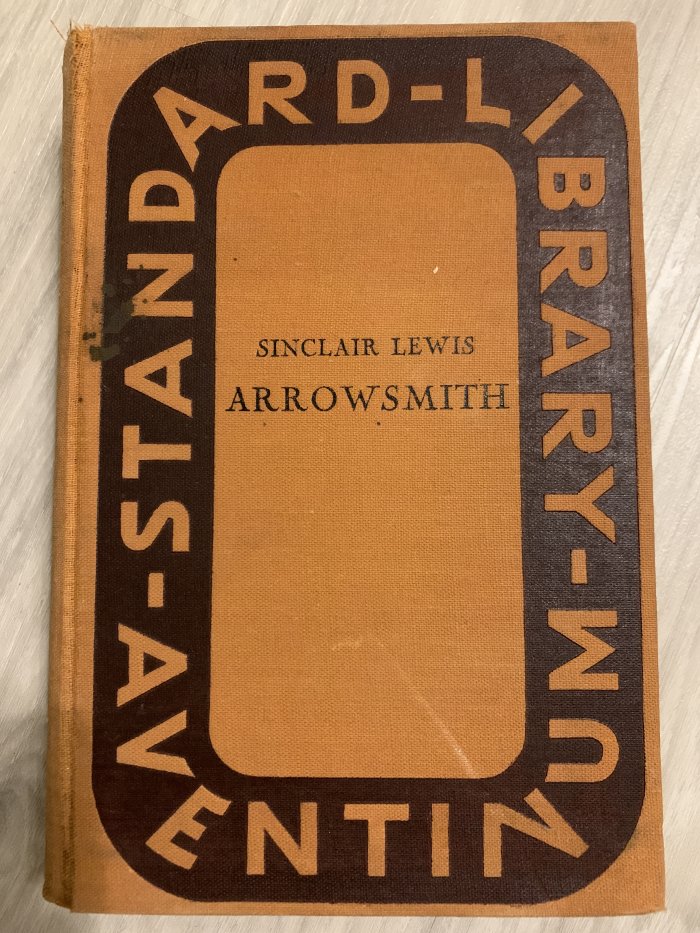 STANDARD-LIBRARY-
SINCLAIR LEWIS
ARROWSMITH
AVENTINUM-